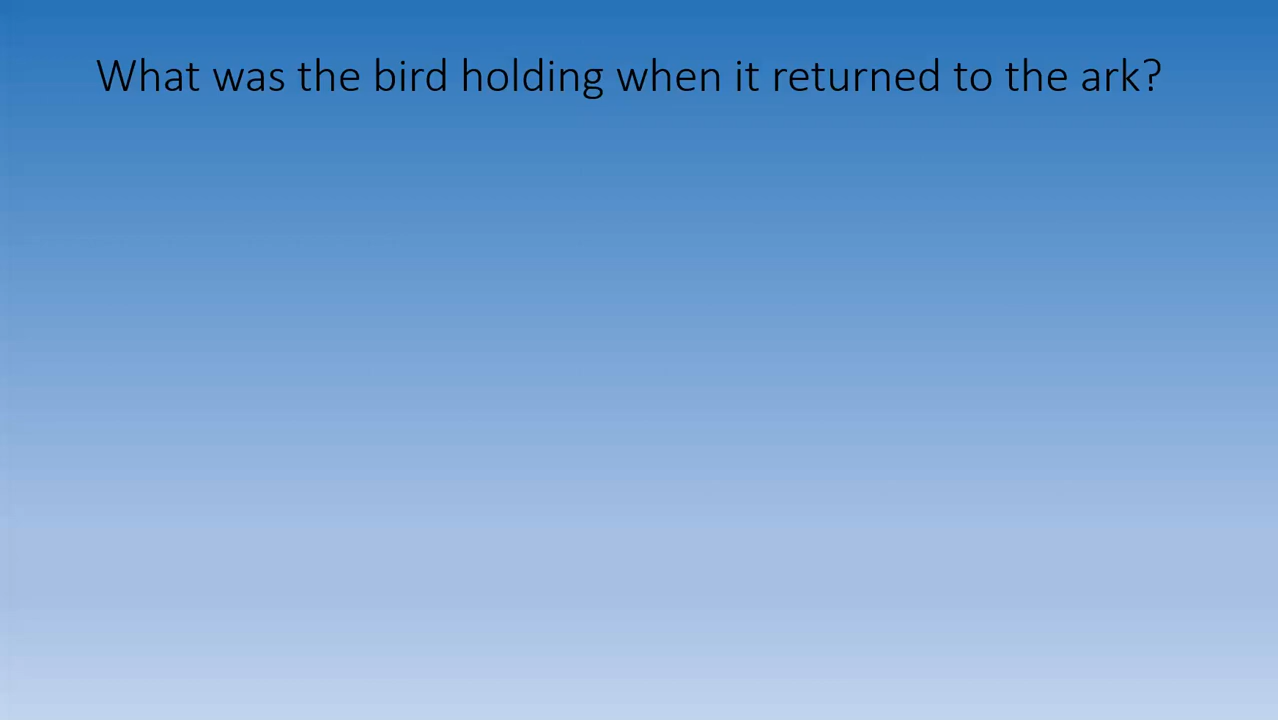 What was the bird holding when it returned to the ark?